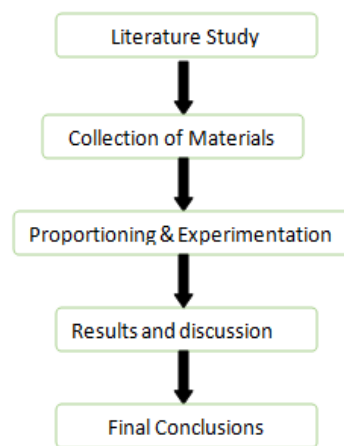 Literature Study
Collection of Materials
Proportioning & Experimentation
Results and discussion
Final Conclusions